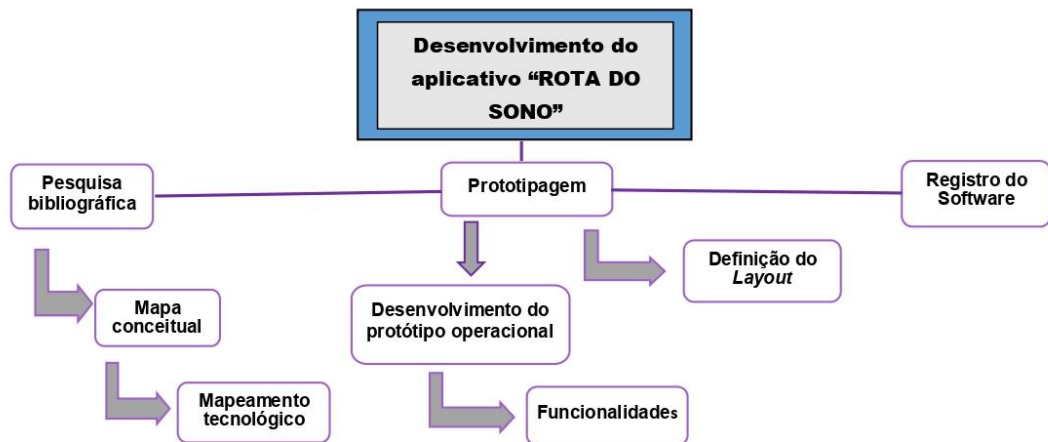 Desenvolvimento do
aplicativo “ROTA DO
SONO”
Pesquisa
bibliográfica
Prototipagem
Registro do
Software
Definição do
Layout
Mapa
conceitual
Desenvolvimento do
protótipo operacional
Mapeamento
tecnológico
Funcionalidades